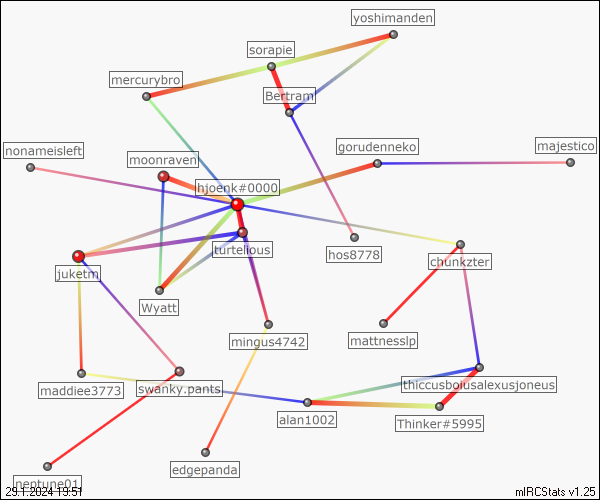 yoshimanden
sorapie
mercurybro
Bertram
nonameisleft
moonraven
gorudenneko
majestico
hjoenk#0000
turtelious
hos8778
chunkzter
juketm
Wyatt
mingus4742
mattnesslp
maddiee3773
swanky.pants
thiccusboiusalexusjoneus
alan1002
Thinker#5995
edgepanda
neptune01
29.1.2024 19:51
mIRCStats v1.25